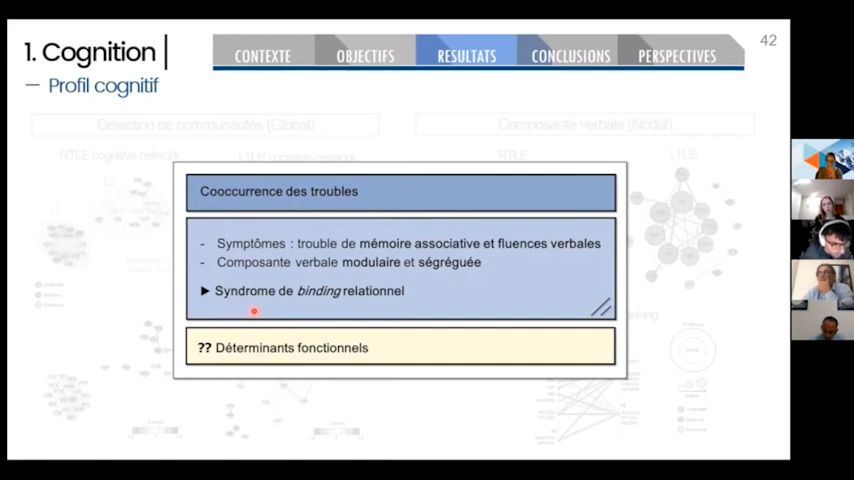 1. Cognition
— Profil cognitif
CONTEXTE
OBJECTIFS
RESULTATS
CONCLUSIONS
PERSPECTIVES
42
Détection de communautés (Global)
Composante verbale (Nodal)
RTLE cognitive network
LTLE cognitive network
RTLE
LTLE
Cooccurrence des troubles
- Symptômes : trouble de mémoire associative et fluences verbales
- Composante verbale modulaire et ségréguée
► Syndrome de binding relationnel
?? Déterminants fonctionnels